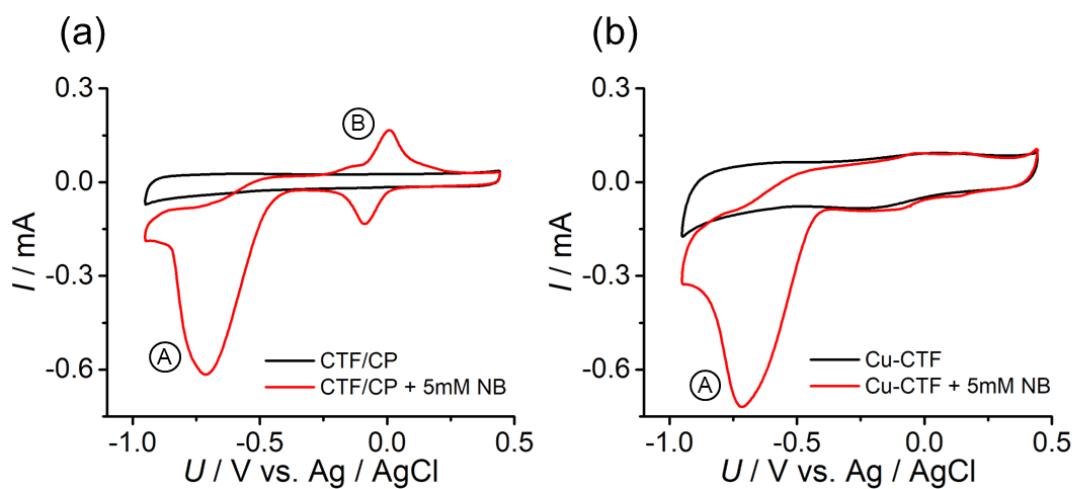 (a)
0.3
0.0
-0.3
-0.6
I / mA
A
B
CTF/CP
CTF/CP + 5mM NB
-1.0 -0.5 0.0 0.5
U / V vs. Ag / AgCl
(b)
0.3
0.0
-0.3
-0.6
I / mA
A
Cu-CTF
Cu-CTF + 5mM NB
-1.0 -0.5 0.0 0.5
U / V vs. Ag / AgCl